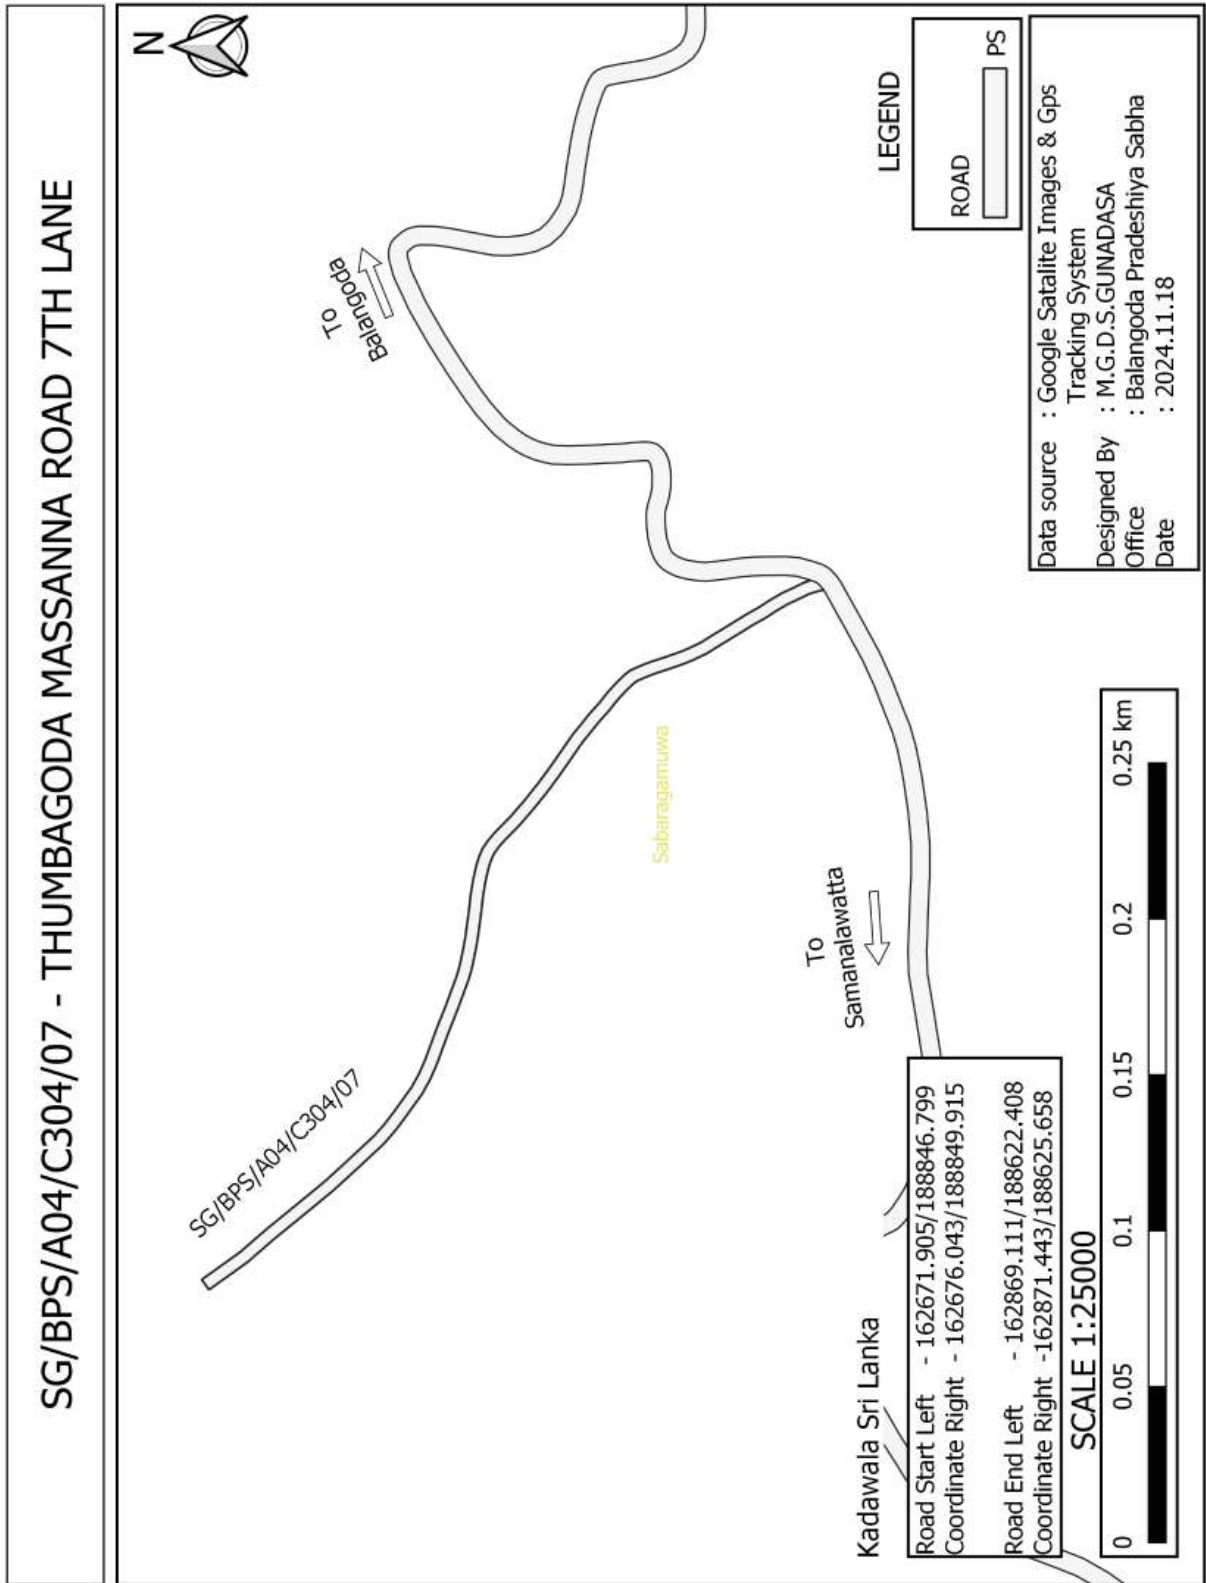 SG/BPS/A04/C304/07 - THUMBAGODA MASSANNA ROAD 7TH LANE
N
To
Balangoda
SG/BPS/A04/C304/07
Sabaragamuwa
To
Samanalawatta
Kadawala Sri Lanka
Road Start Left - 162671.905/188846.799
Coordinate Right - 162676.043/188849.915
Road End Left - 162869.111/188622.408
Coordinate Right -162871.443/188625.658
SCALE 1:25000
0 0.05 0.1 0.15 0.2 0.25 km
LEGEND
ROAD
PS
Data source : Google Satalite Images & Gps
Tracking System
Designed By : M.G.D.S.GUNADASA
Office : Balangoda Pradeshiya Sabha
Date : 2024.11.18